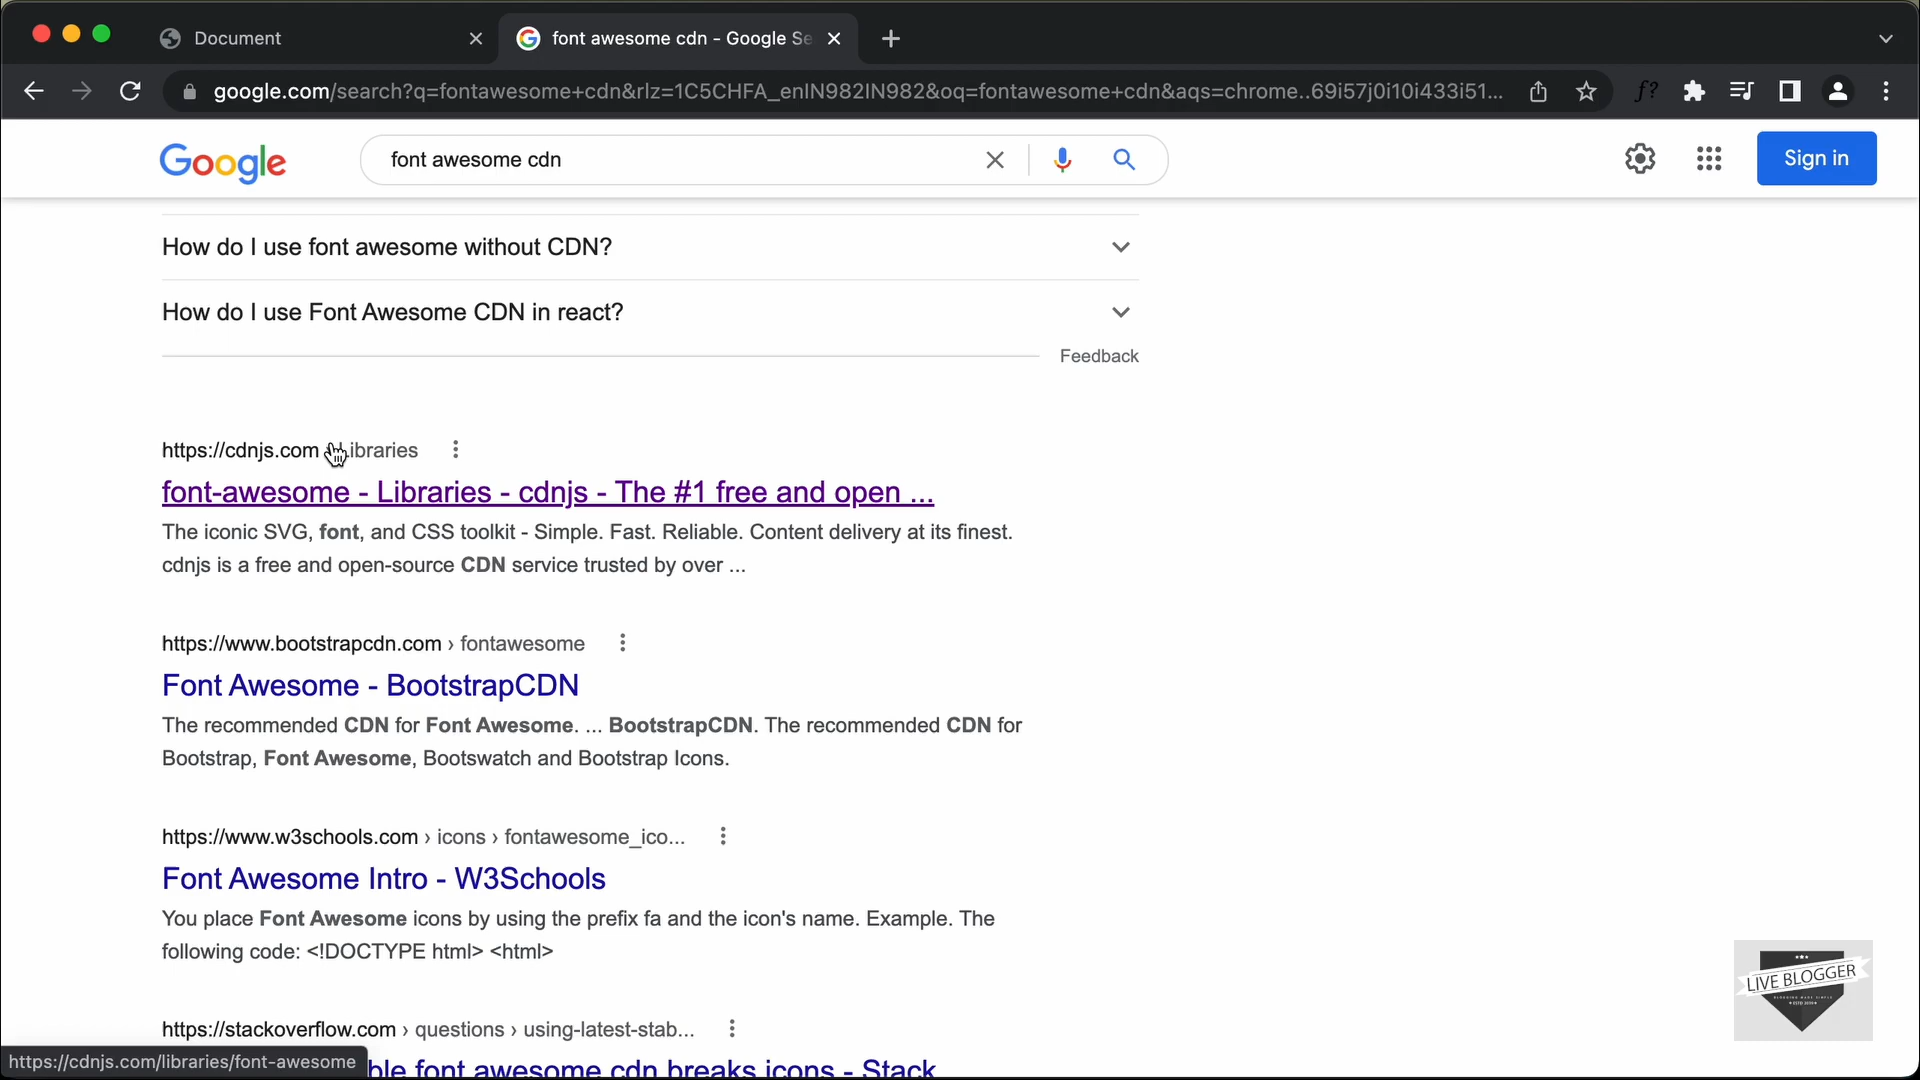 Document
font awesome cdn - Google Se
google.com/search?q=fontawesome+cdn&rlz=1C5CHFA_enIN982IN982&oq=fontawesome+cdn&aqs=chrome..69i57j0i10i433i51...
f?
Google
font awesome cdn
Sign in
How do I use font awesome without CDN?
How do I use Font Awesome CDN in react?
Feedback
https://cdnjs.com › Libraries
font-awesome - Libraries - cdnjs - The #1 free and open ...
The iconic SVG, font, and CSS toolkit - Simple. Fast. Reliable. Content delivery at its finest.
cdnjs is a free and open-source CDN service trusted by over ...
https://www.bootstrapcdn.com › fontawesome
Font Awesome - BootstrapCDN
The recommended CDN for Font Awesome. ... BootstrapCDN. The recommended CDN for
Bootstrap, Font Awesome, Bootswatch and Bootstrap Icons.
https://www.w3schools.com › icons › fontawesome_ico...
Font Awesome Intro - W3Schools
You place Font Awesome icons by using the prefix fa and the icon's name. Example. The
following code: <!DOCTYPE html> <html>
LIVE BLOGGER
https://stackoverflow.com › questions › using-latest-stab...
https://cdnjs.com/libraries/font-awesome
ble font awesome cdn breaks icons - Stack